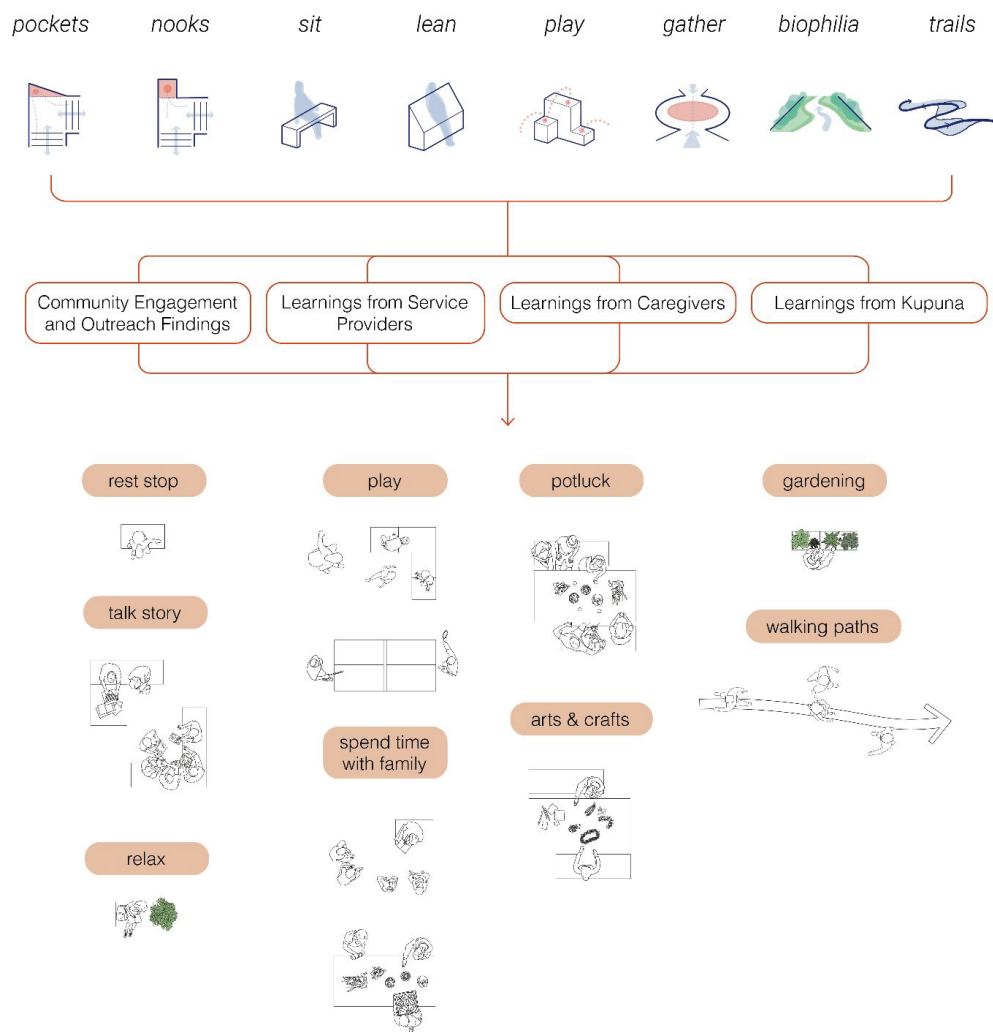 pockets nooks sit lean play gather biophilia trails
Community Engagement
and Outreach Findings
Learnings from Service
Providers
Learnings from Caregivers
Learnings from Kupuna
rest stop
play
potluck
gardening
talk story
walking paths
arts & crafts
spend time
with family
relax